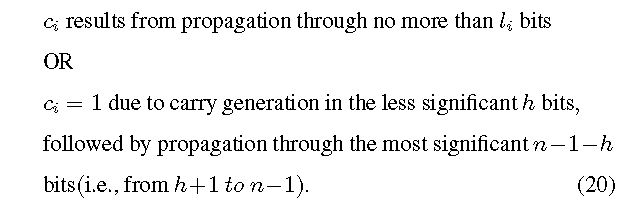 c_i results from propagation through no more than l_i bits
OR
c_i = 1 due to carry generation in the less significant h bits,
followed by propagation through the most significant n−1−h
bits(i.e., from h+1 to n−1). (20)